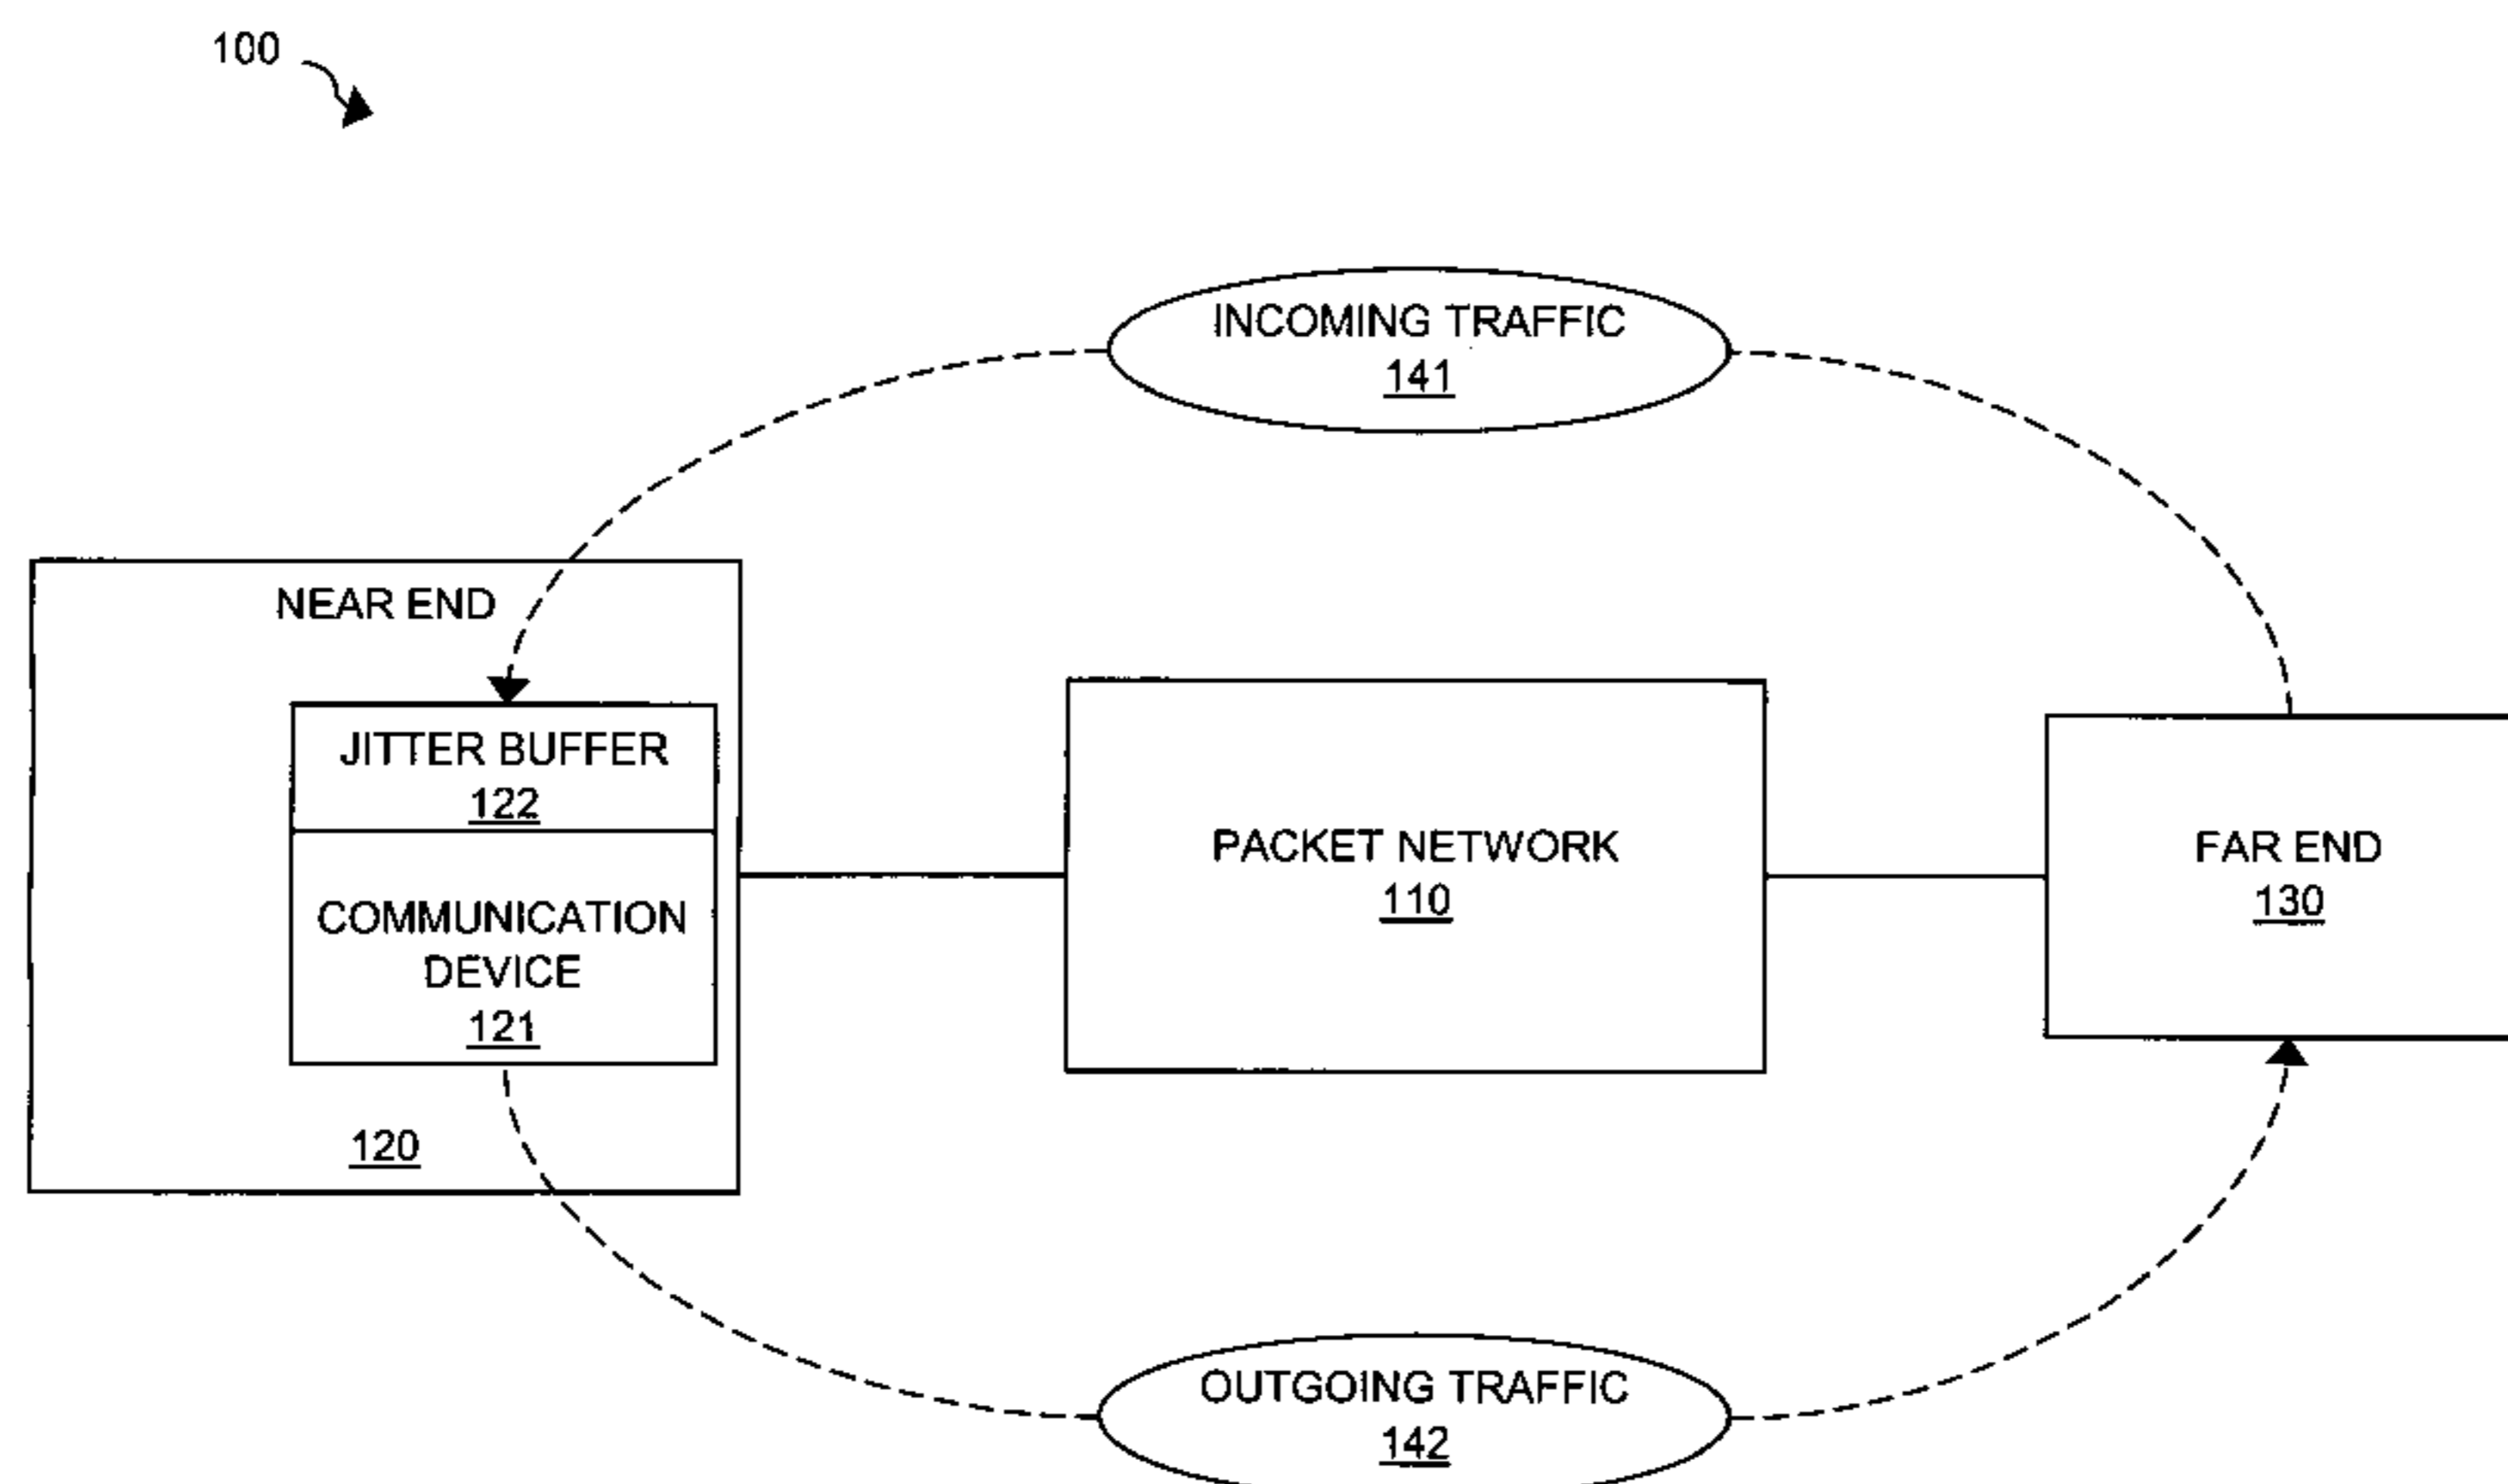 100
INCOMING TRAFFIC
141
NEAR END
JITTER BUFFER
122
COMMUNICATION
DEVICE
121
120
PACKET NETWORK
110
FAR END
130
OUTGOING TRAFFIC
142